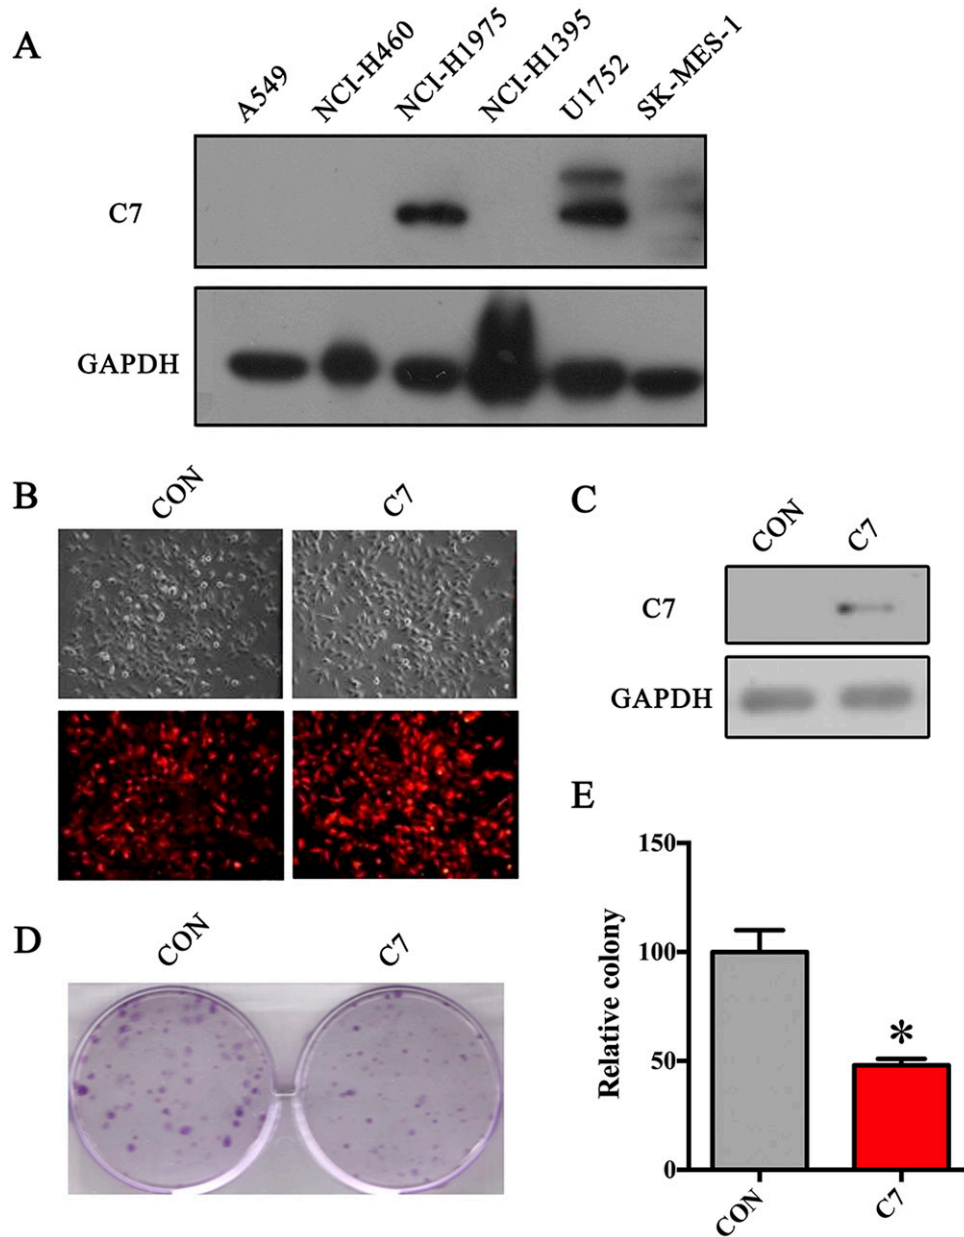 A
A549
NCI-H460
NCI-H1975
NCI-H1395
U1752
SK-MES-1
C7
GAPDH
B
CON
C7
C
CON
C7
C7
GAPDH
D
CON
C7
E
Relative colony
150
100
50
0
*
CON
C7